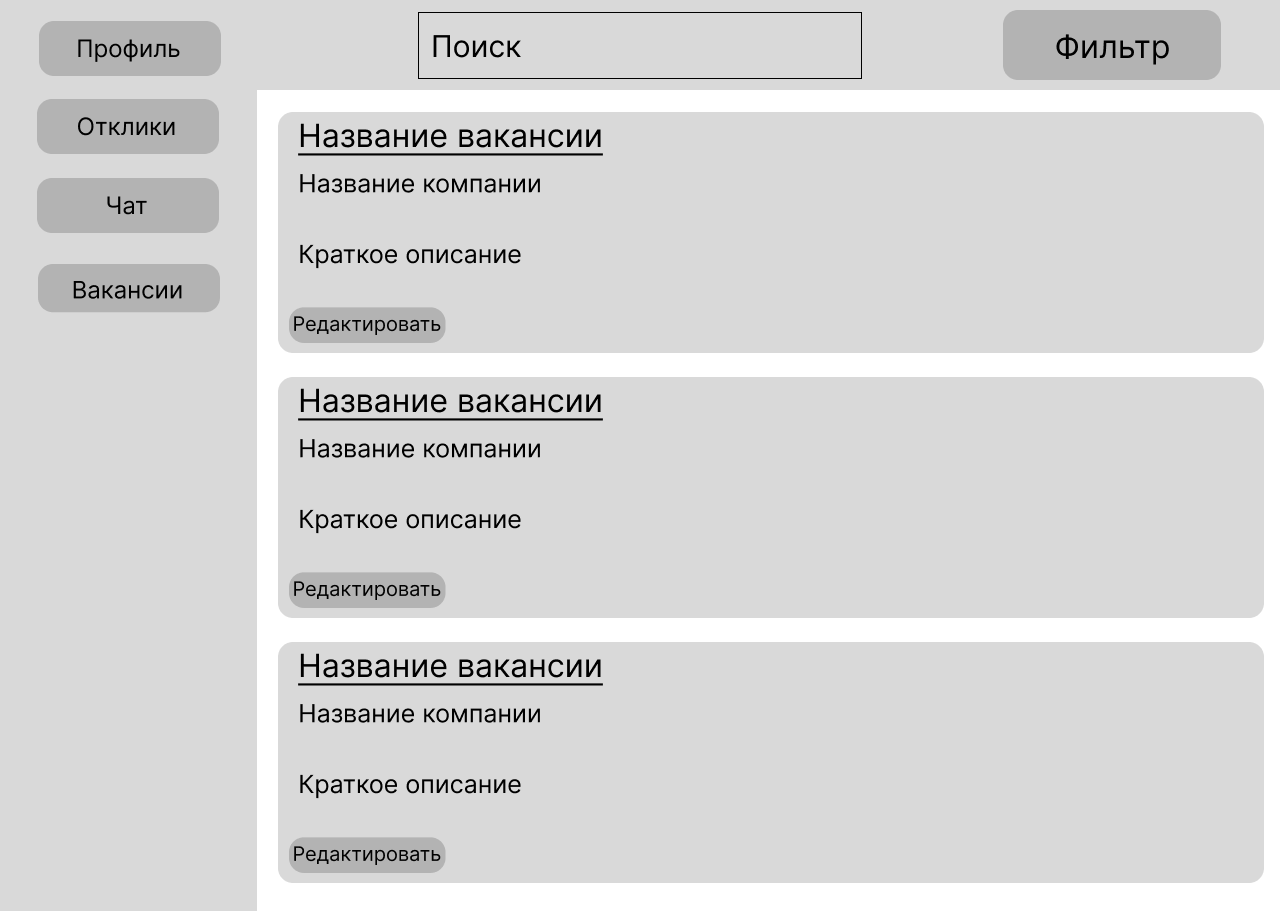 Профиль
Отклики
Чат
Вакансии
Поиск
Фильтр
Название вакансии
Название компании
Краткое описание
Редактировать
Название вакансии
Название компании
Краткое описание
Редактировать
Название вакансии
Название компании
Краткое описание
Редактировать